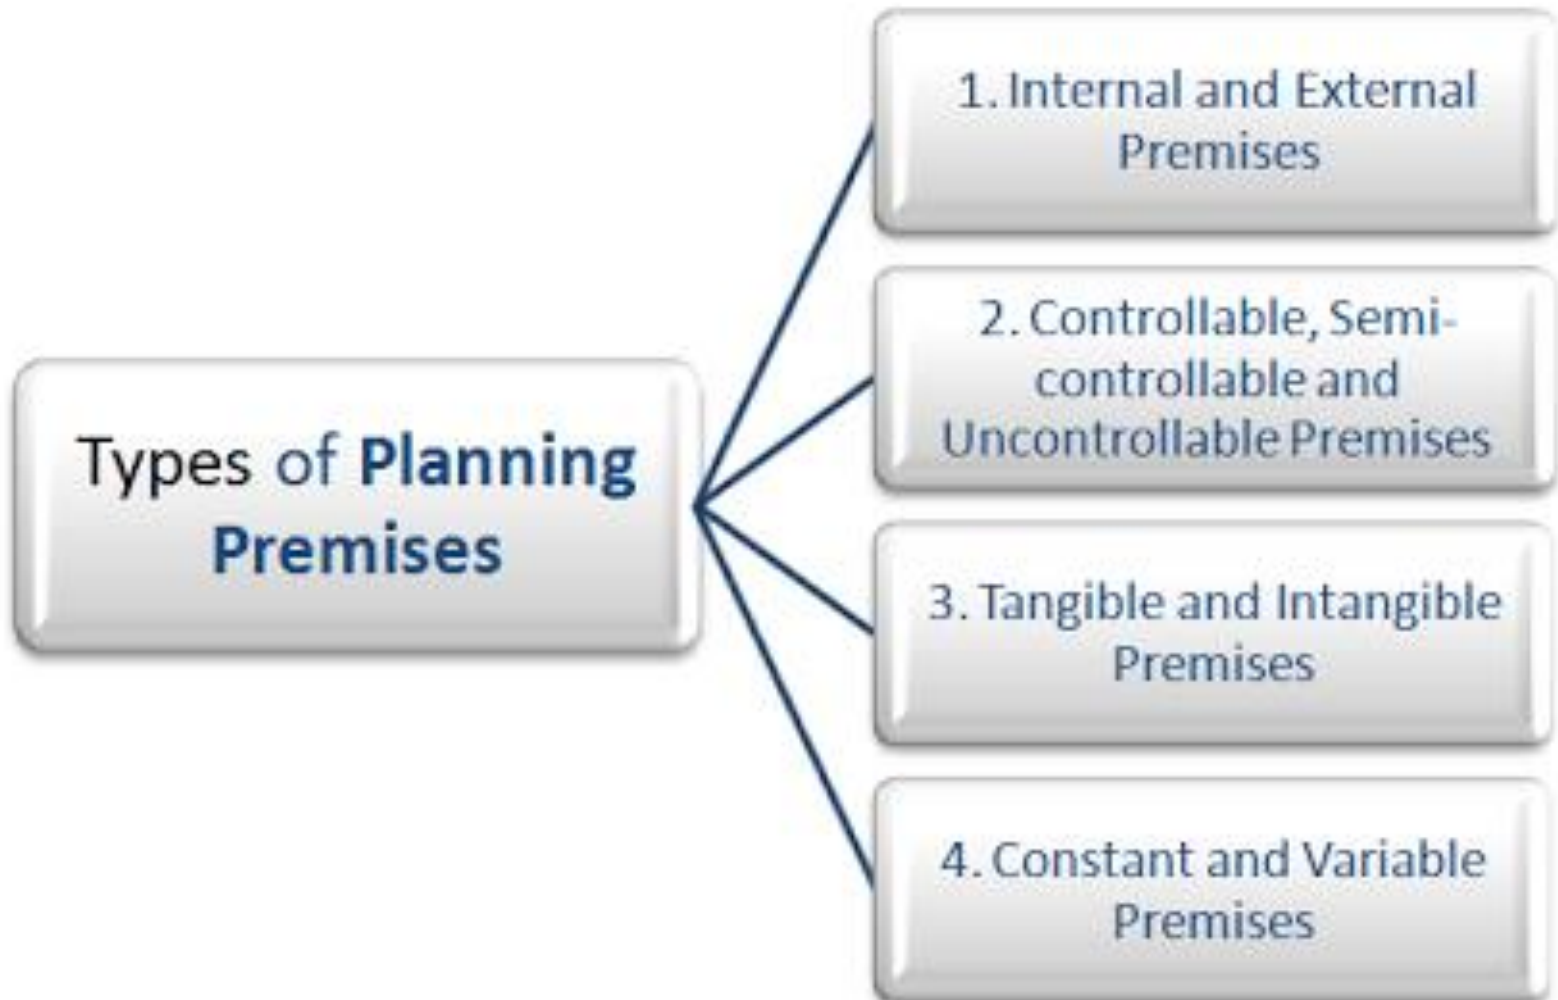 Types of Planning
Premises
1. Internal and External
Premises
2. Controllable, Semi-
controllable and
Uncontrollable Premises
3. Tangible and Intangible
Premises
4. Constant and Variable
Premises